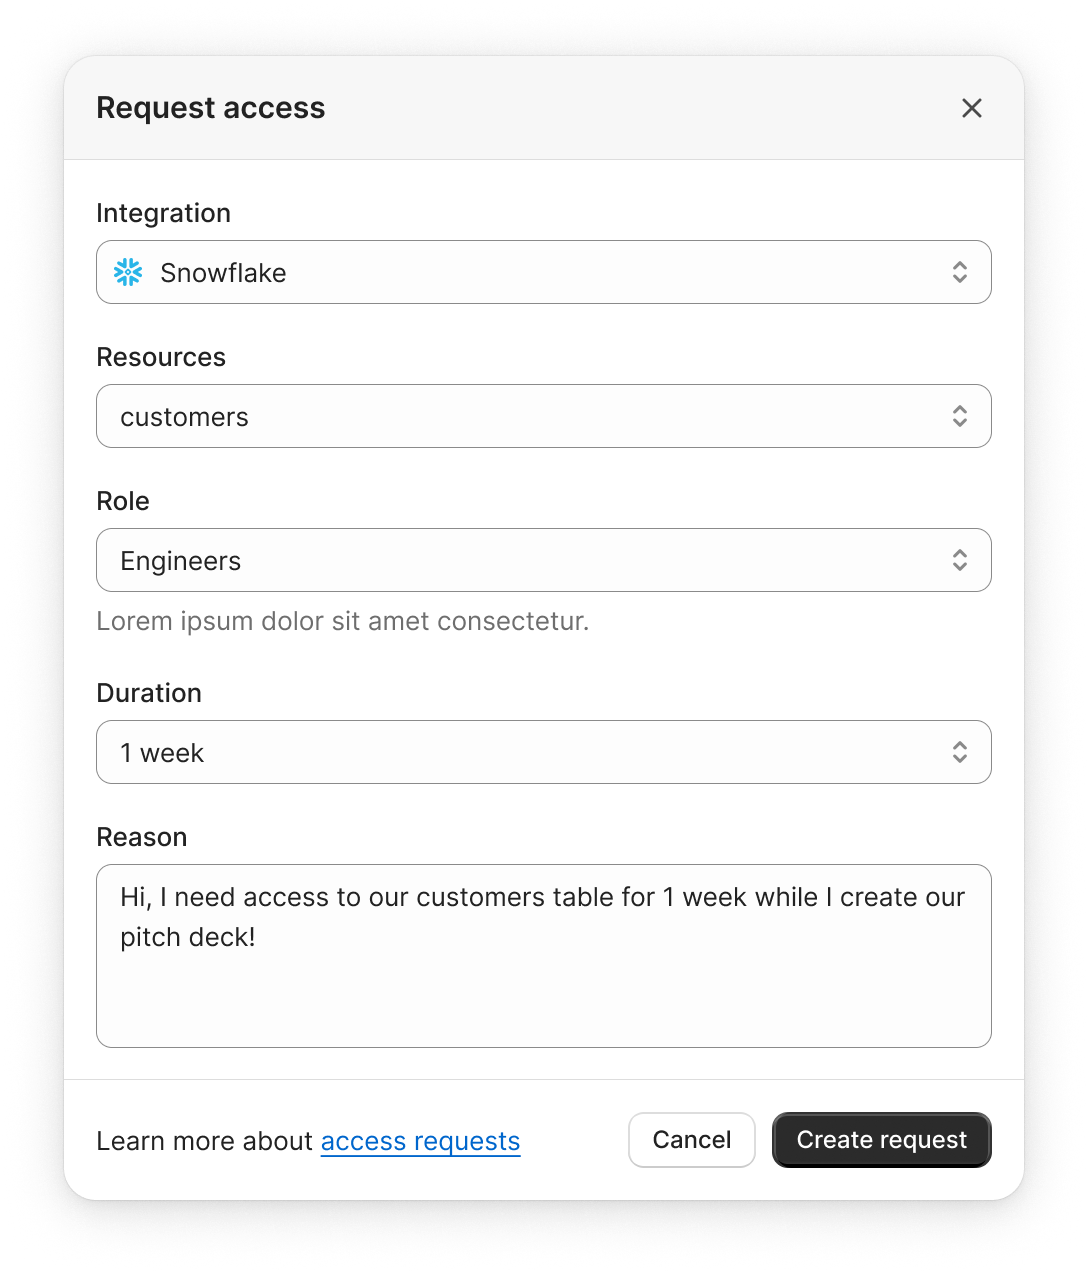 Request access
Integration
Snowflake
Resources
customers
Role
Engineers
Lorem ipsum dolor sit amet consectetur.
Duration
1 week
Reason
Hi, I need access to our customers table for 1 week while I create our
pitch deck!
Learn more about access requests
Cancel
Create request